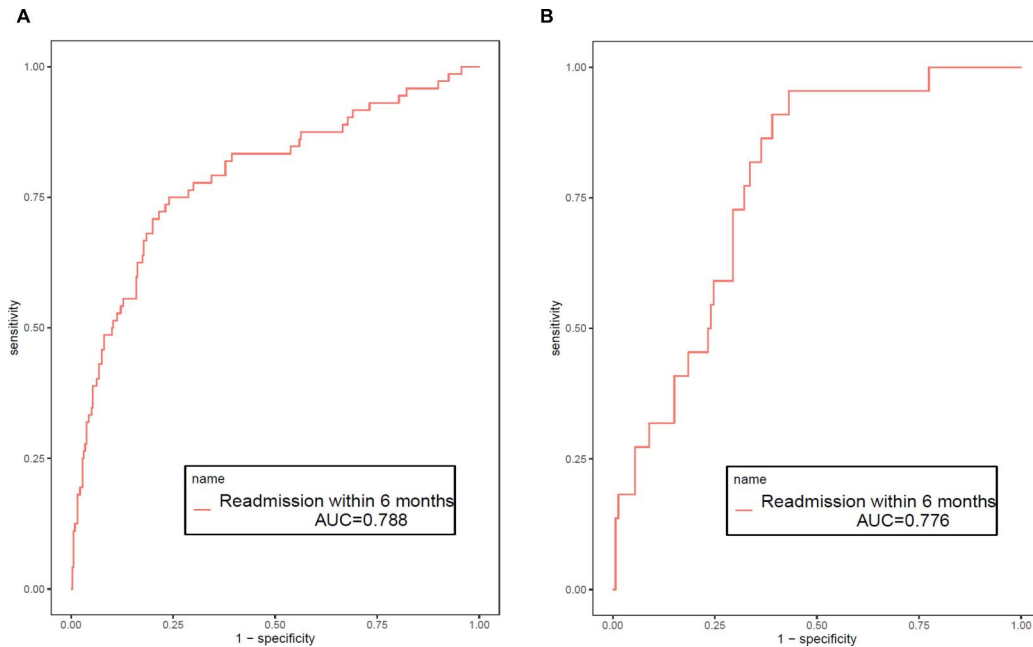 A
1.00
0.75
0.50
0.25
0.00
sensitivity
name
Readmission within 6 months
AUC=0.788
0.00 0.25 0.50 0.75 1.00
1 − specificity
B
1.00
0.75
0.50
0.25
0.00
sensitivity
name
Readmission within 6 months
AUC=0.776
0.00 0.25 0.50 0.75 1.00
1 − specificity